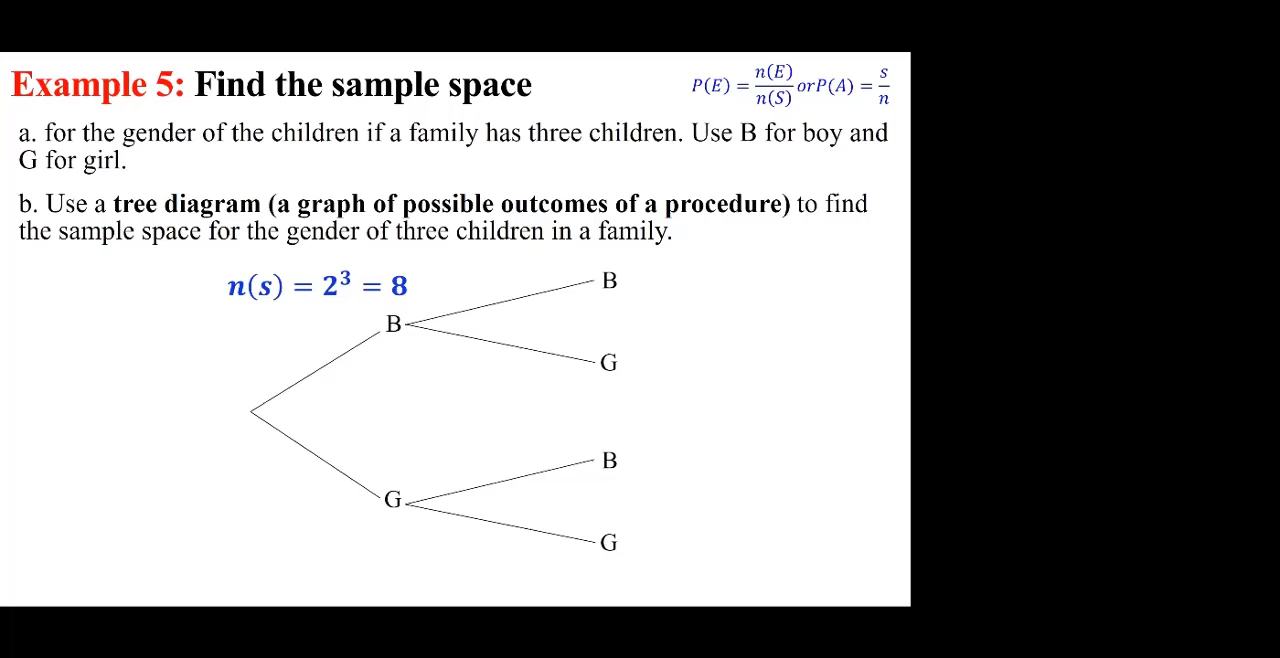 Example 5: Find the sample space
P(E) = n(E)/n(S) orP(A) = s/n
a. for the gender of the children if a family has three children. Use B for boy and
G for girl.
b. Use a tree diagram (a graph of possible outcomes of a procedure) to find
the sample space for the gender of three children in a family.
n(s) = 2³ = 8
B
B
G
B
G
G